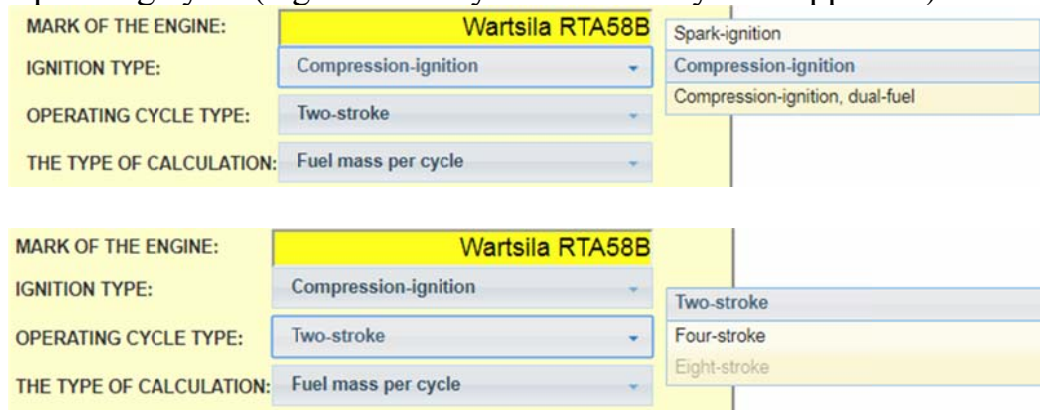 MARK OF THE ENGINE: Wartsila RTA58B
IGNITION TYPE: Compression-ignition
OPERATING CYCLE TYPE: Two-stroke
THE TYPE OF CALCULATION: Fuel mass per cycle
Spark-ignition
Compression-ignition
Compression-ignition, dual-fuel
MARK OF THE ENGINE: Wartsila RTA58B
IGNITION TYPE: Compression-ignition
OPERATING CYCLE TYPE: Two-stroke
THE TYPE OF CALCULATION: Fuel mass per cycle
Two-stroke
Four-stroke
Eight-stroke